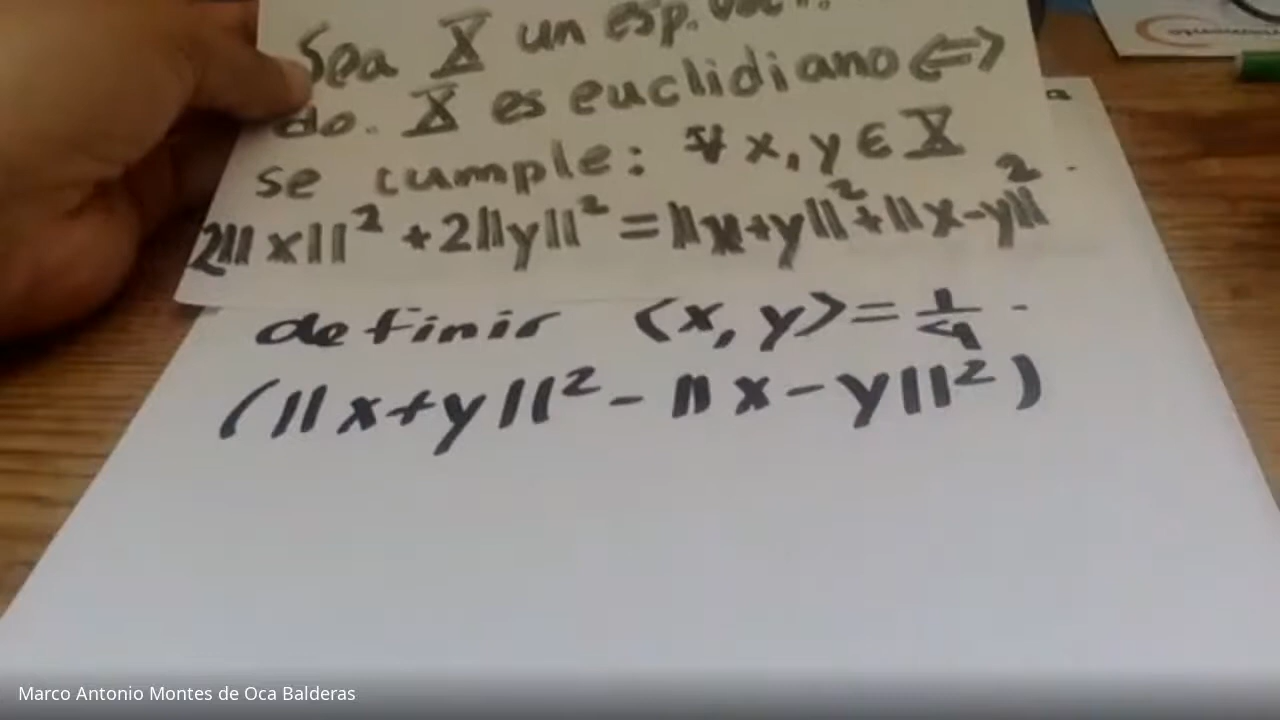 Sea X un esp.
do. X es euclidiano ⇔
se cumple: ∀ x, y ∈ X
2||x||² + 2||y||² = ||x+y||² + ||x-y||².
definir <x, y> = 1/4 ·
(||x+y||² - ||x-y||²)
Marco Antonio Montes de Oca Balderas